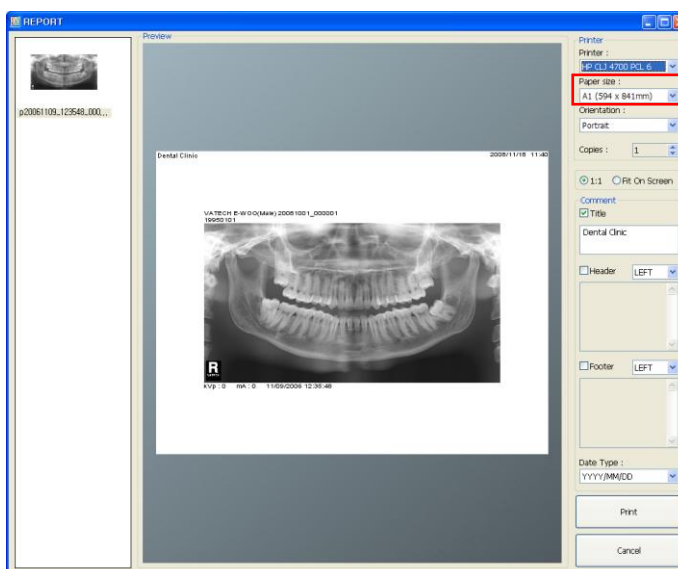 REPORT
p20061109_123548_000,...
Preview
Dental Clinic
2006/11/16 11:40
VATECH E-WOO(Male) 20061001_000001
19950101
R
kVp : 0 mA : 0 11/09/2006 12:35:48
Printer
Printer :
HP CLJ 4700 PCL 6
Paper size :
A1 (594 x 841mm)
Orientation :
Portrait
Copies :
1
1:1
Fit On Screen
Comment
Title
Dental Clinic
Header
LEFT
Footer
LEFT
Date Type :
YYYY/MM/DD
Print
Cancel